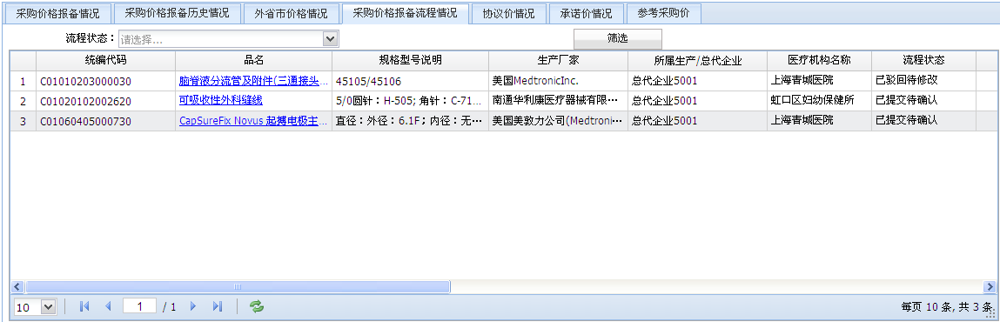 采购价格报备情况 采购价格报备历史情况 外省市价格情况 采购价格报备流程情况 协议价情况 承诺价情况 参考采购价
流程状态： 请选择... 筛选
统编代码 品名 规格型号说明 生产厂家 所属生产/总代企业 医疗机构名称 流程状态
1 C01010203000030 脑脊液分流管及附件(三通接头... 45105/45106 美国MedtronicInc. 总代企业5001 上海青城医院 已驳回待修改
2 C01020102002620 可吸收性外科缝线 5/0圆针：H-505; 角针：C-71... 南通华利康医疗器械有限... 总代企业5001 虹口区妇幼保健所 已提交待确认
3 C01060405000730 CapSureFix Novus 起搏电极主... 直径：外径：6.1F；内径：无... 美国美敦力公司(Medtroni... 总代企业5001 上海青城医院 已提交待确认
10 1 / 1 每页 10 条, 共 3 条